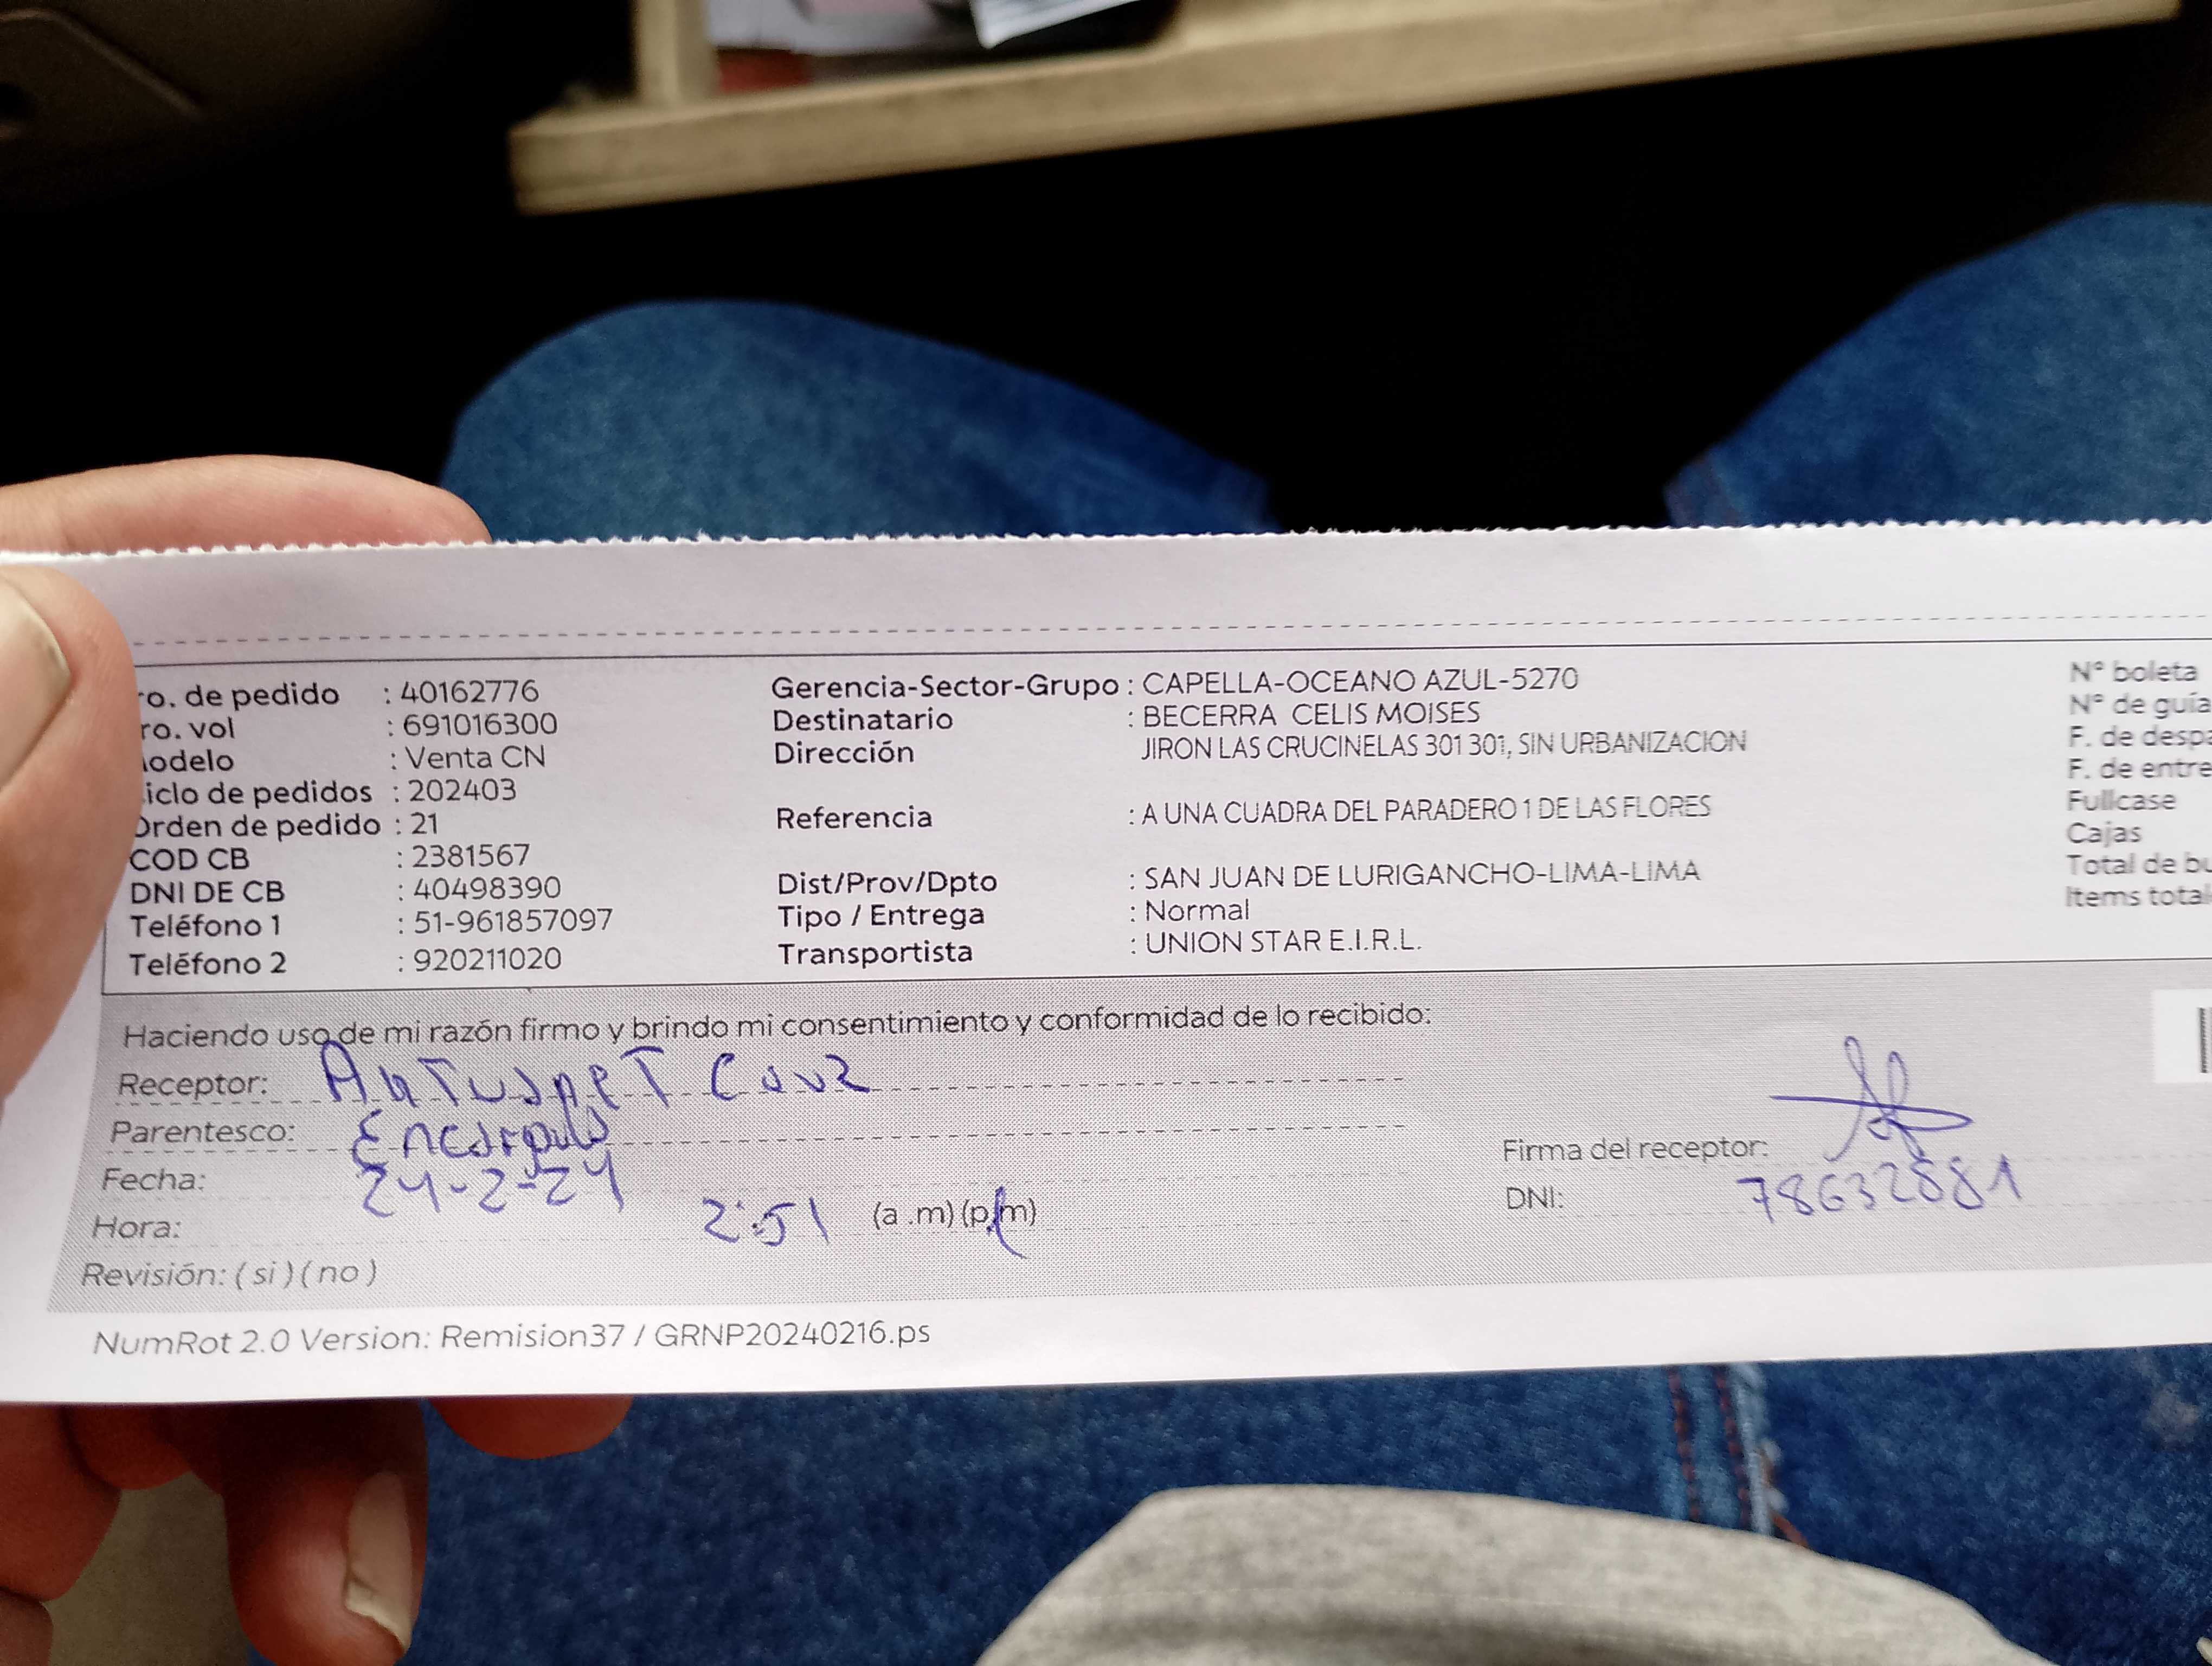 ro. de pedido : 40162776
ro. vol : 691016300
odelo : Venta CN
iclo de pedidos : 202403
Orden de pedido : 21
COD CB : 2381567
DNI DE CB : 40498390
Teléfono 1 : 51-961857097
Teléfono 2 : 920211020
Gerencia-Sector-Grupo : CAPELLA-OCEANO AZUL-5270
Destinatario : BECERRA CELIS MOISES
Dirección JIRON LAS CRUCINELAS 301 301, SIN URBANIZACION
Referencia : A UNA CUADRA DEL PARADERO 1 DE LAS FLORES
Dist/Prov/Dpto : SAN JUAN DE LURIGANCHO-LIMA-LIMA
Tipo / Entrega : Normal
Transportista : UNION STAR E.I.R.L.
N° boleta
N° de guía
F. de despa
F. de entre
Fullcase
Cajas
Total de bu
Items total
Haciendo uso de mi razón firmo y brindo mi consentimiento y conformidad de lo recibido:
Receptor:
Parentesco:
Fecha: 24-2-24
Hora: 2:51 (a .m) (p.m)
Revisión: ( si ) ( no )
Firma del receptor:
DNI: 78632881
NumRot 2.0 Version: Remision37 / GRNP20240216.ps